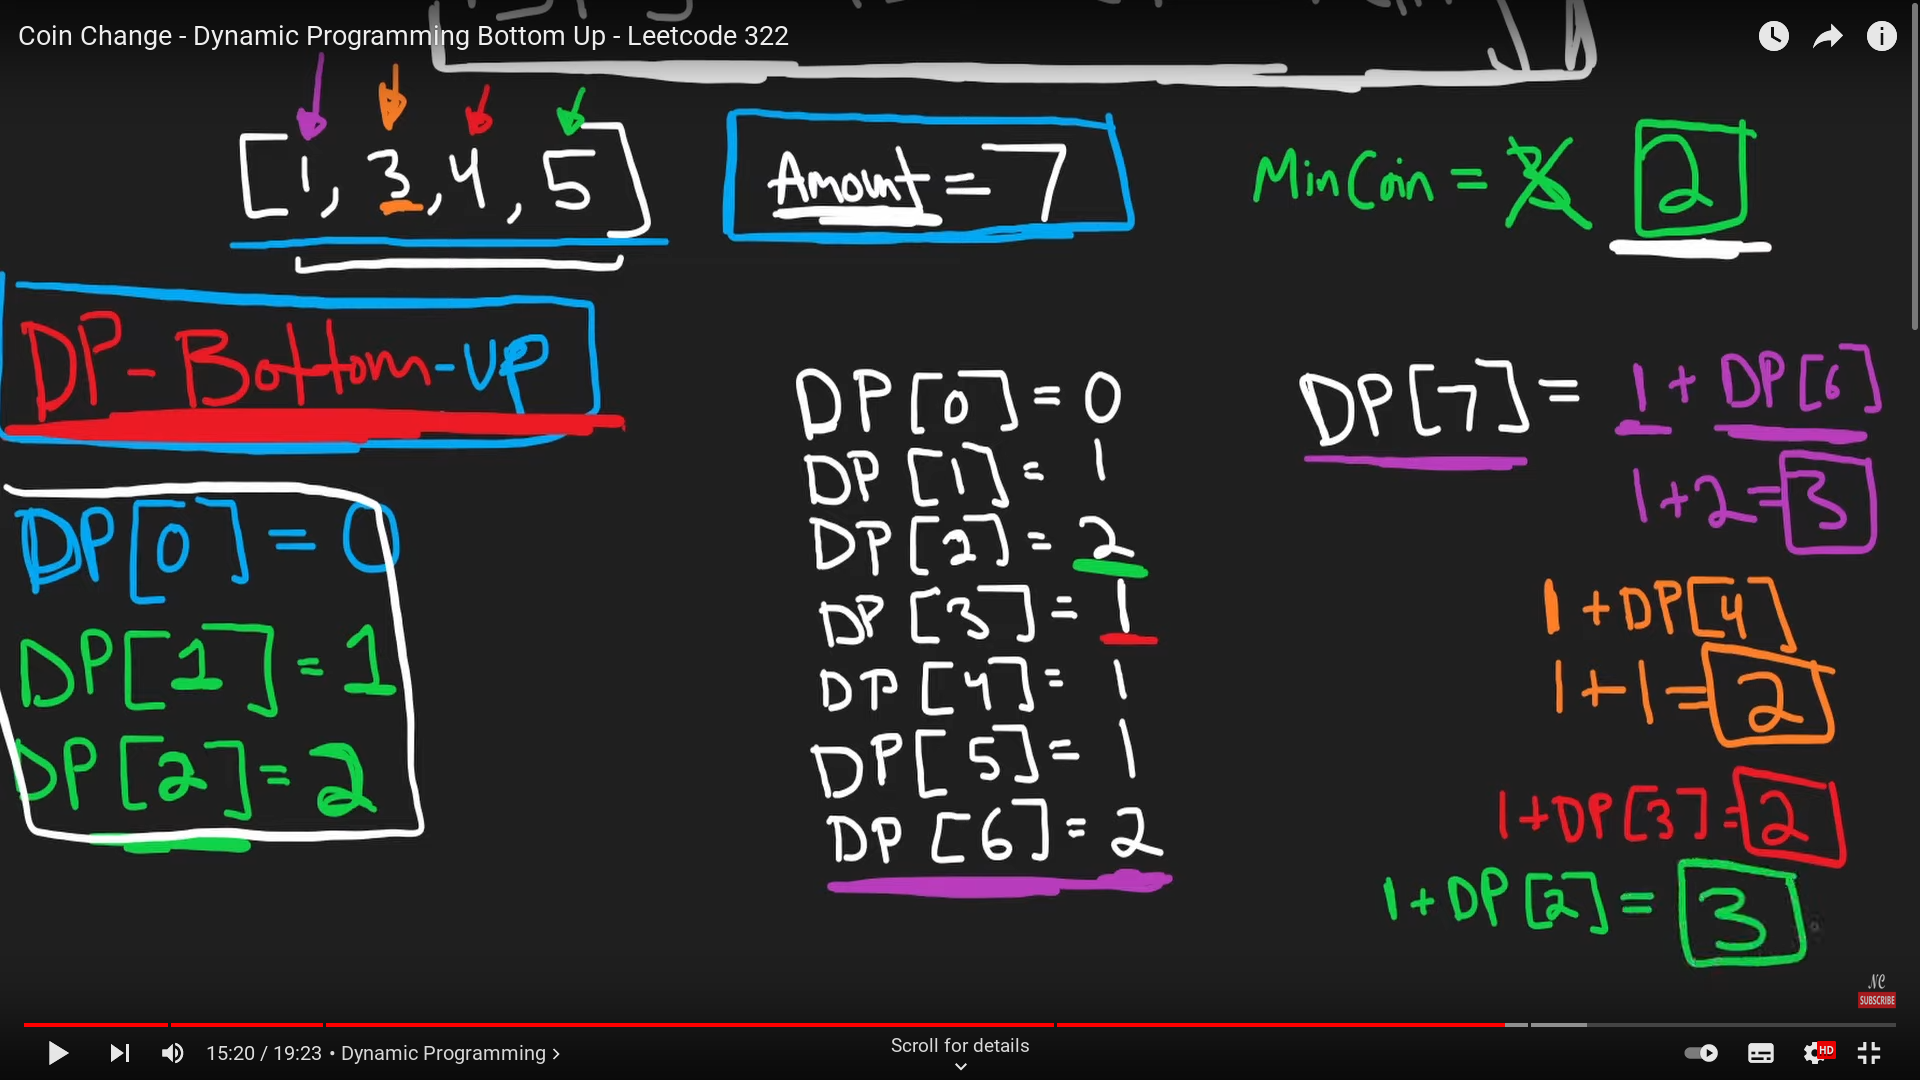 Coin Change - Dynamic Programming Bottom Up - Leetcode 322
[1, 3, 4, 5]
Amount = 7
MinCoin = 2
DP-Bottom-UP
DP[0] = 0
DP[1] = 1
DP[2] = 2
DP[0] = 0
DP[1] = 1
DP[2] = 2
DP[3] = 1
DP[4] = 1
DP[5] = 1
DP[6] = 2
DP[7] = 1 + DP[6]
1+2=3
1 + DP[4]
1+1=2
1+DP[3]=2
1+DP[2]=3
NC
SUBSCRIBE
15:20 / 19:23 • Dynamic Programming >
Scroll for details
HD